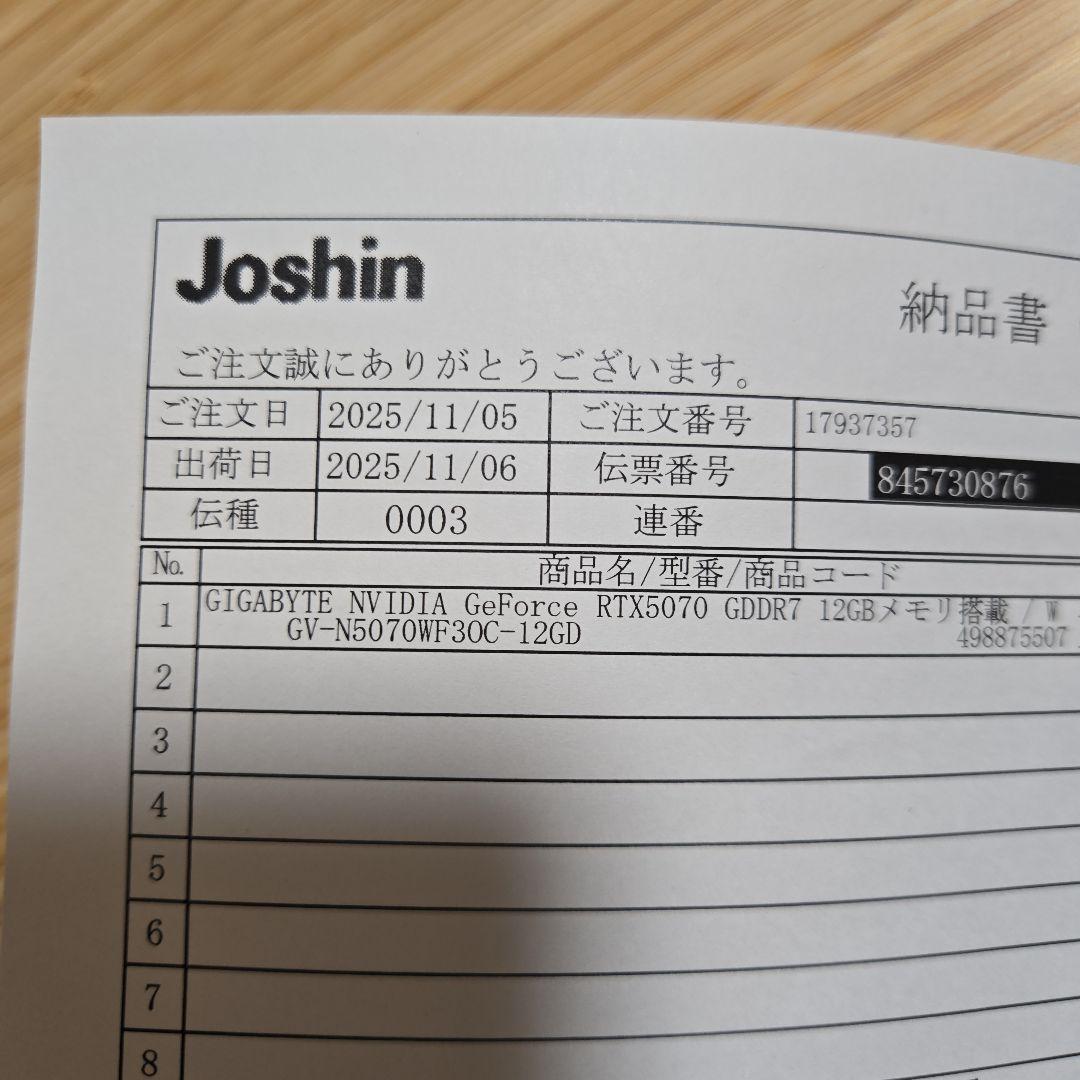 Joshin
納品書
ご注文誠にありがとうございます。
ご注文日 2025/11/05 ご注文番号 17937357
出荷日 2025/11/06 伝票番号 845730876
伝種 0003 連番
No. 商品名/型番/商品コード
1 GIGABYTE NVIDIA GeForce RTX5070 GDDR7 12GBメモリ搭載 / W
GV-N5070WF3OC-12GD 498875507
2
3
4
5
6
7
8